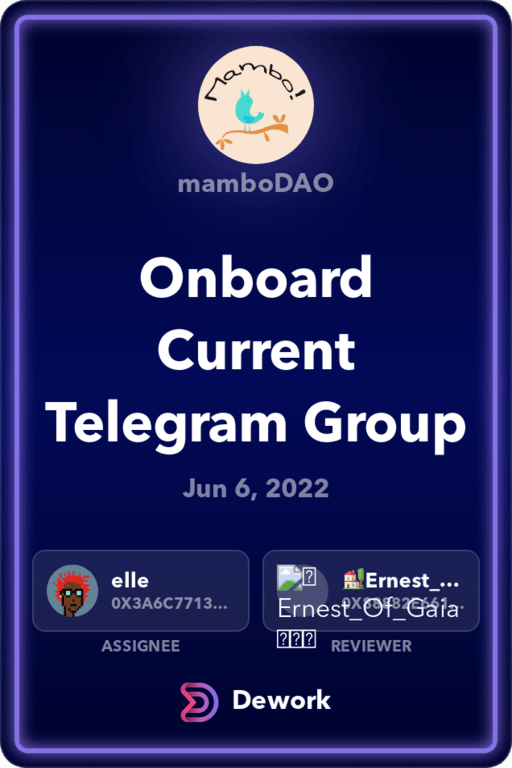 Mambo!
mamboDAO
Onboard
Current
Telegram Group
Jun 6, 2022
elle
0X3A6C7713...
ASSIGNEE
🏡Ernest_...
Ernest_Of_Gaia
REVIEWER
Dework